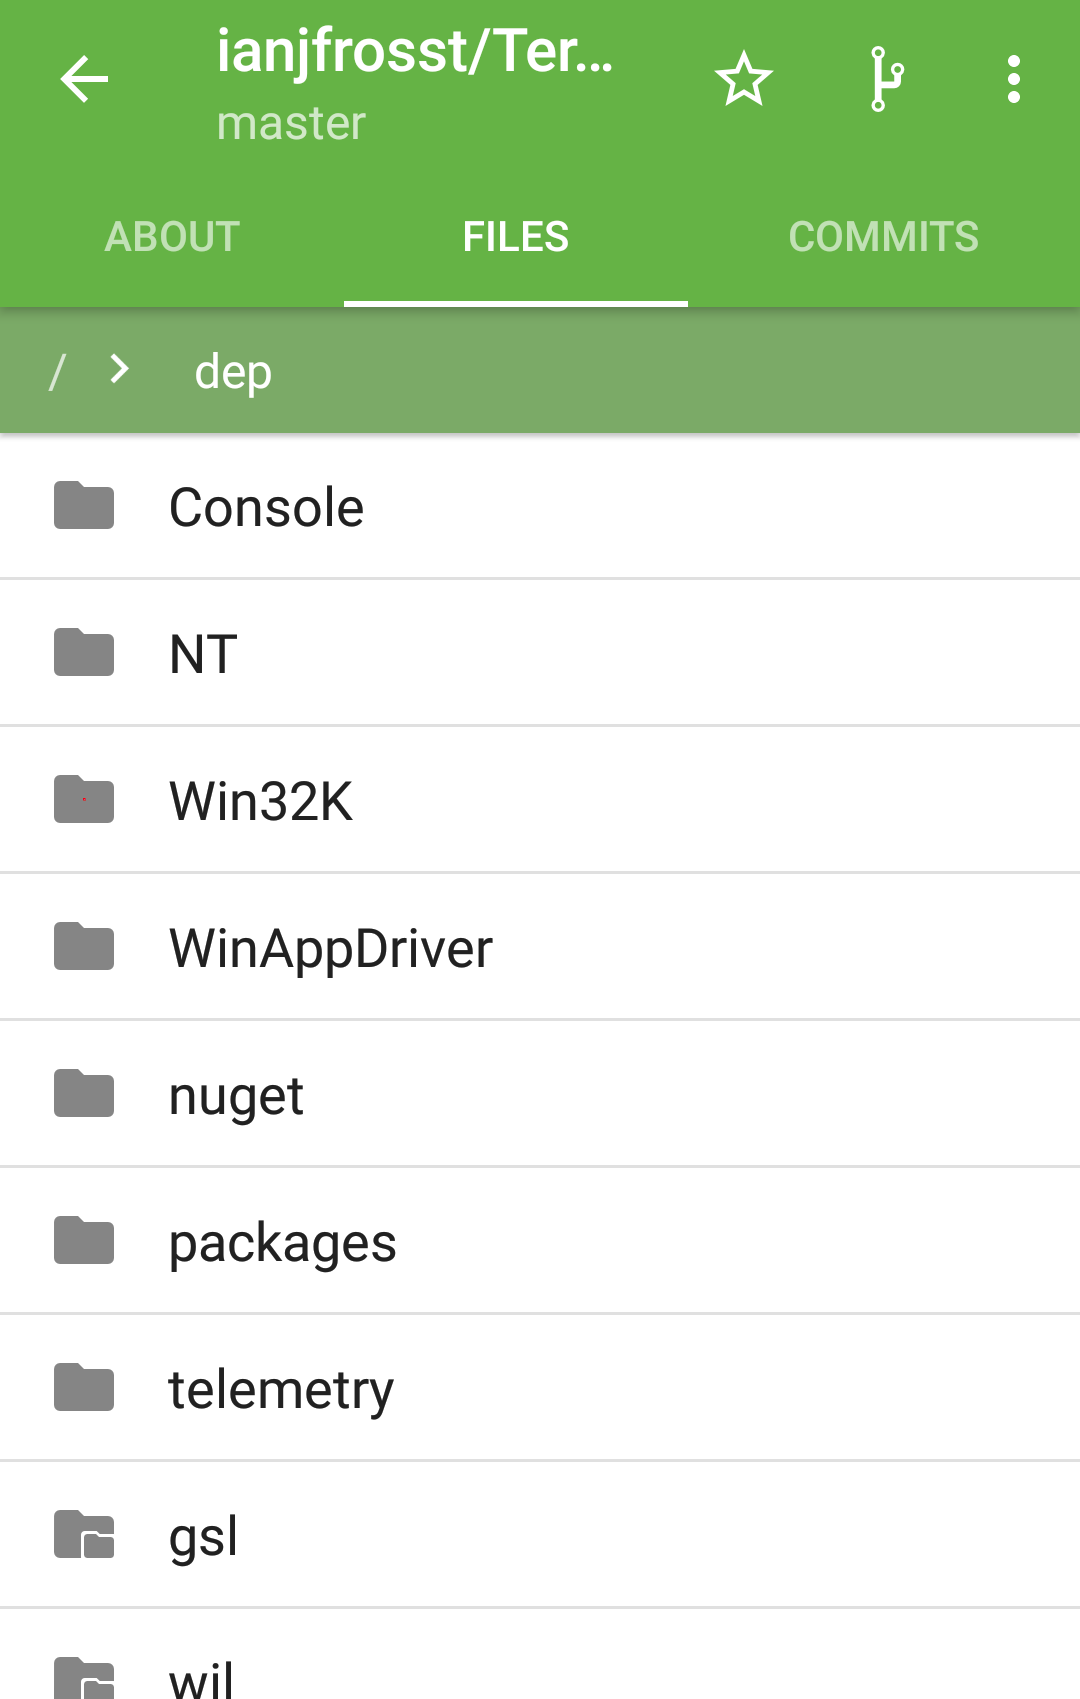 ianjfrosst/Ter...
master
ABOUT FILES COMMITS
/ dep
Console
NT
Win32K
WinAppDriver
nuget
packages
telemetry
gsl
wil